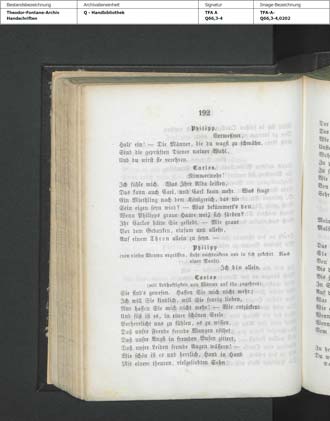 Bestandsbezeichnung Archivalieneinheit Signatur Image-Bezeichnung
Theodor-Fontane-Archiv Q - Handbibliothek TFA A TFA-A-
Handschriften Q66,3-4 Q66,3-4,0202
192
Philipp.
Verwegner,
Halt' ein! — Die Männer, die du wagst zu schmähn,
Sind die geprüften Diener meiner Wahl,
Und du wirst sie verehren.
Carlos.
Nimmermehr!
Ich fühle mich. Was Ihre Alba leisten,
Das kann auch Carl, und Carl kann mehr. Was fragt
Ein Miethling nach dem Königreich, das nie
Sein eigen seyn wird? — Was bekümmert's den,
Wenn Philipps graue Haare weiß sich färben?
Ihr Carlos hätte Sie geliebt. — Mir graut
Vor dem Gedanken, einsam und allein,
Auf einem Thron allein zu seyn. —
Philipp
(von diesen Worten ergriffen, steht nachdenkend und in sich gekehrt. Nach
einer Pause).
Ich bin allein.
Carlos
(mit Lebhaftigkeit und Wärme auf ihn zugehend).
Sie sind's gewesen. Hassen Sie mich nicht mehr;
Ich will Sie kindlich, will Sie feurig lieben,
Nur hassen Sie mich nicht mehr. — Wie entzückend
Und süß ist es, in einer schönen Seele
Verherrlicht uns zu fühlen, es zu wissen,
Daß unsre Freude fremde Wangen röthet,
Daß unsre Angst in fremden Busen zittert,
Daß unsre Leiden fremde Augen wässern!
Wie schön ist es und herrlich, Hand in Hand
Mit einem theuren, vielgeliebten Sohn